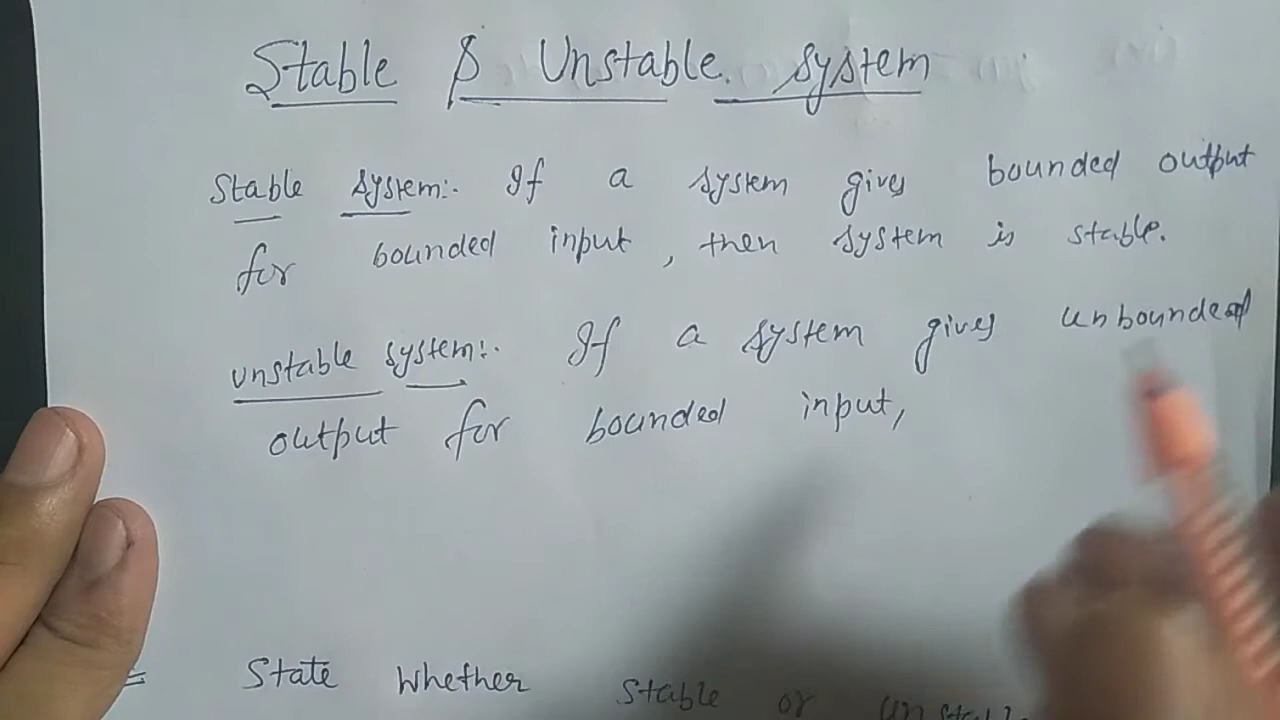 Stable & Unstable. System
Stable System:- If a system gives bounded output
for bounded input, then system is stable.
unstable system:- If a system gives unbounded
output for bounded input,
= State whether stable or unstable